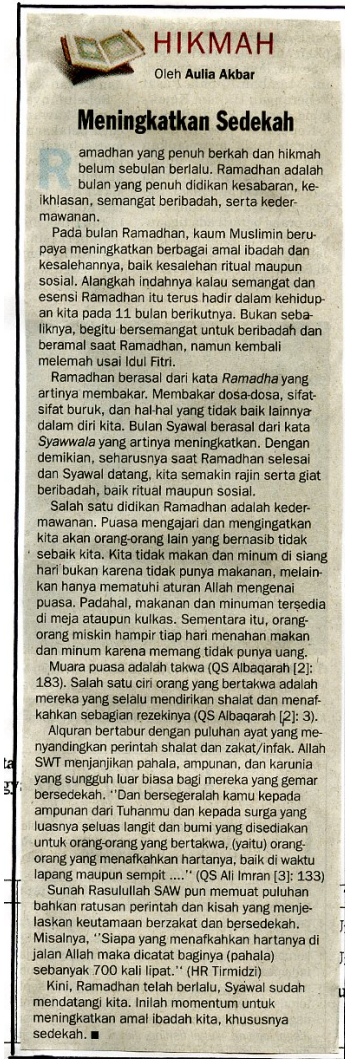 HIKMAH
Oleh Aulia Akbar
Meningkatkan Sedekah
Ramadhan yang penuh berkah dan hikmah
belum sebulan berlalu. Ramadhan adalah
bulan yang penuh didikan kesabaran, ke-
ikhlasan, semangat beribadah, serta keder-
mawanan.
Pada bulan Ramadhan, kaum Muslimin beru-
paya meningkatkan berbagai amal ibadah dan
kesalehannya, baik kesalehan ritual maupun
sosial. Alangkah indahnya kalau semangat dan
esensi Ramadhan itu terus hadir dalam kehidup-
an kita pada 11 bulan berikutnya. Bukan seba-
liknya, begitu bersemangat untuk beribadah dan
beramal saat Ramadhan, namun kembali
melemah usai Idul Fitri.
Ramadhan berasal dari kata Ramadha yang
artinya membakar. Membakar dosa-dosa, sifat-
sifat buruk, dan hal-hal yang tidak baik lainnya
dalam diri kita. Bulan Syawal berasal dari kata
Syawwala yang artinya meningkatkan. Dengan
demikian, seharusnya saat Ramadhan selesai
dan Syawal datang, kita semakin rajin serta giat
beribadah, baik ritual maupun sosial.
Salah satu didikan Ramadhan adalah keder-
mawanan. Puasa mengajari dan mengingatkan
kita akan orang-orang lain yang bernasib tidak
sebaik kita. Kita tidak makan dan minum di siang
hari bukan karena tidak punya makanan, melain-
kan hanya mematuhi aturan Allah mengenai
puasa. Padahal, makanan dan minuman tersedia
di meja ataupun kulkas. Sementara itu, orang-
orang miskin hampir tiap hari menahan makan
dan minum karena memang tidak punya uang.
Muara puasa adalah takwa (QS Albaqarah [2]:
183). Salah satu ciri orang yang bertakwa adalah
mereka yang selalu mendirikan shalat dan menaf-
kahkan sebagian rezekinya (QS Albaqarah [2]: 3).
Alquran bertabur dengan puluhan ayat yang me-
nyandingkan perintah shalat dan zakat/infak. Allah
SWT menjanjikan pahala, ampunan, dan karunia
yang sungguh luar biasa bagi mereka yang gemar
bersedekah. ''Dan bersegeralah kamu kepada
ampunan dari Tuhanmu dan kepada surga yang
luasnya seluas langit dan bumi yang disediakan
untuk orang-orang yang bertakwa, (yaitu) orang-
orang yang menafkahkan hartanya, baik di waktu
lapang maupun sempit ....'' (QS Ali Imran [3]: 133)
Sunah Rasulullah SAW pun memuat puluhan
bahkan ratusan perintah dan kisah yang menje-
laskan keutamaan berzakat dan bersedekah.
Misalnya, ''Siapa yang menafkahkan hartanya di
jalan Allah maka dicatat baginya (pahala)
sebanyak 700 kali lipat.'' (HR Tirmidzi)
Kini, Ramadhan telah berlalu, Syawal sudah
mendatangi kita. Inilah momentum untuk
meningkatkan amal ibadah kita, khususnya
sedekah. ■